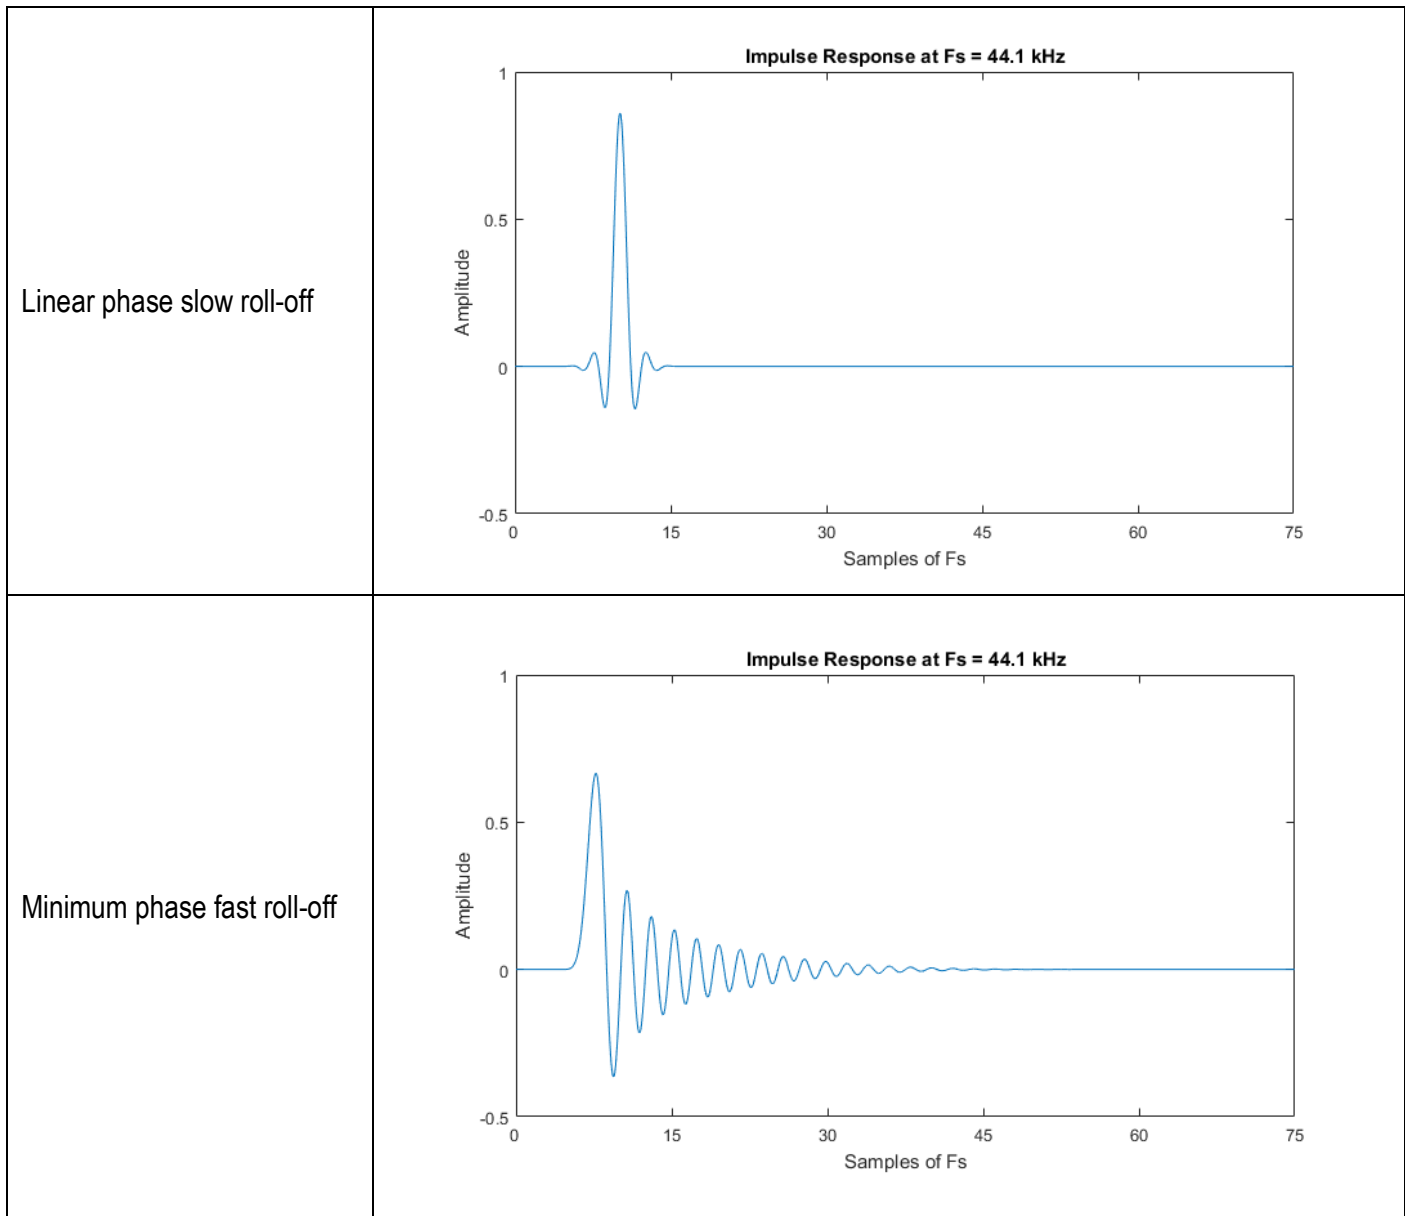 Linear phase slow roll-off
Impulse Response at Fs = 44.1 kHz
1
0.5
0
-0.5
Amplitude
0 15 30 45 60 75
Samples of Fs
Minimum phase fast roll-off
Impulse Response at Fs = 44.1 kHz
1
0.5
0
-0.5
Amplitude
0 15 30 45 60 75
Samples of Fs